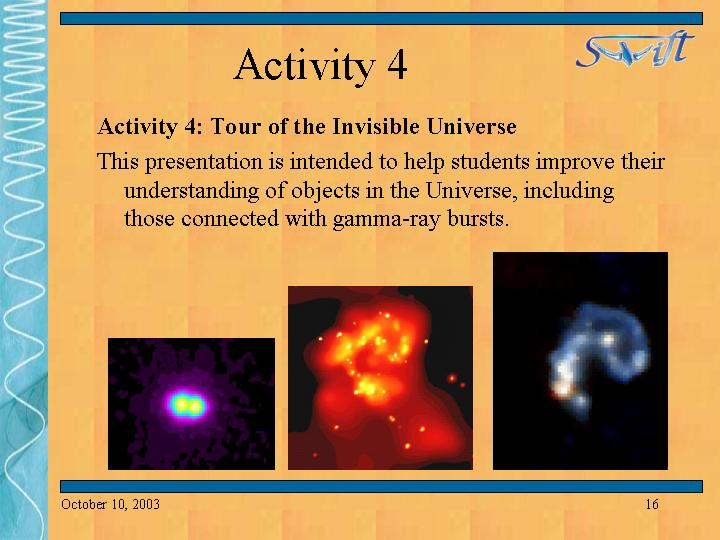 Activity 4
Swift
Activity 4: Tour of the Invisible Universe
This presentation is intended to help students improve their
understanding of objects in the Universe, including
those connected with gamma-ray bursts.
October 10, 2003
16